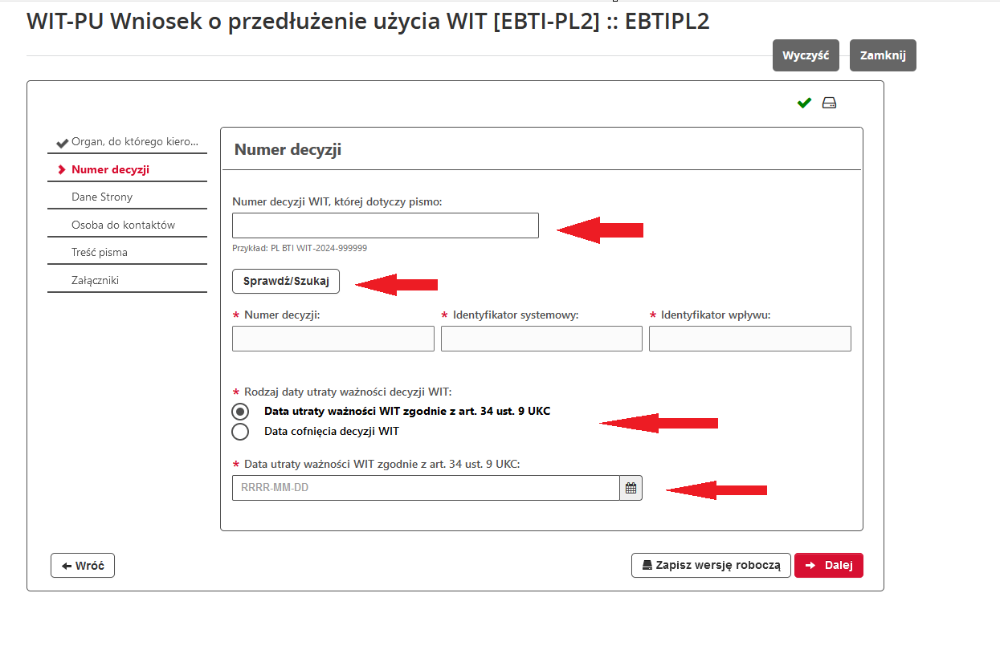 WIT-PU Wniosek o przedłużenie użycia WIT [EBTI-PL2] :: EBTIPL2
Wyczyść
Zamknij
Organ, do którego kiero...
Numer decyzji
Dane Strony
Osoba do kontaktów
Treść pisma
Załączniki
Numer decyzji
Numer decyzji WIT, której dotyczy pismo:
Przykład: PL BTI WIT-2024-999999
Sprawdź/Szukaj
* Numer decyzji:
* Identyfikator systemowy:
* Identyfikator wpływu:
* Rodzaj daty utraty ważności decyzji WIT:
Data utraty ważności WIT zgodnie z art. 34 ust. 9 UKC
Data cofnięcia decyzji WIT
* Data utraty ważności WIT zgodnie z art. 34 ust. 9 UKC:
RRRR-MM-DD
Wróć
Zapisz wersję roboczą
Dalej